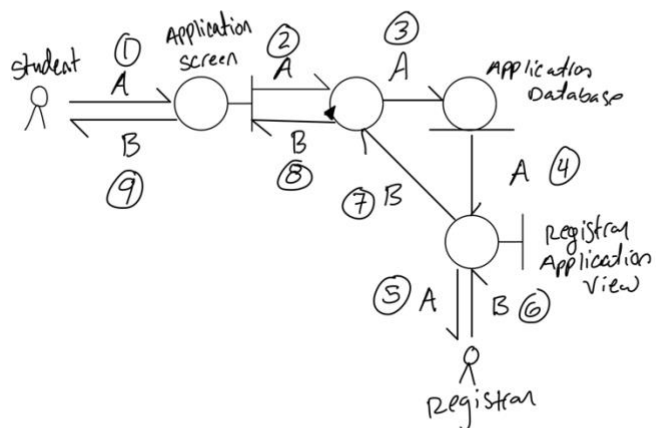 Student
①
A
B
⑨
Application
screen
②
A
B
⑧
③
A
Application
Database
A ④
⑦ B
Registrar
Application
View
⑤ A
B ⑥
Registrar